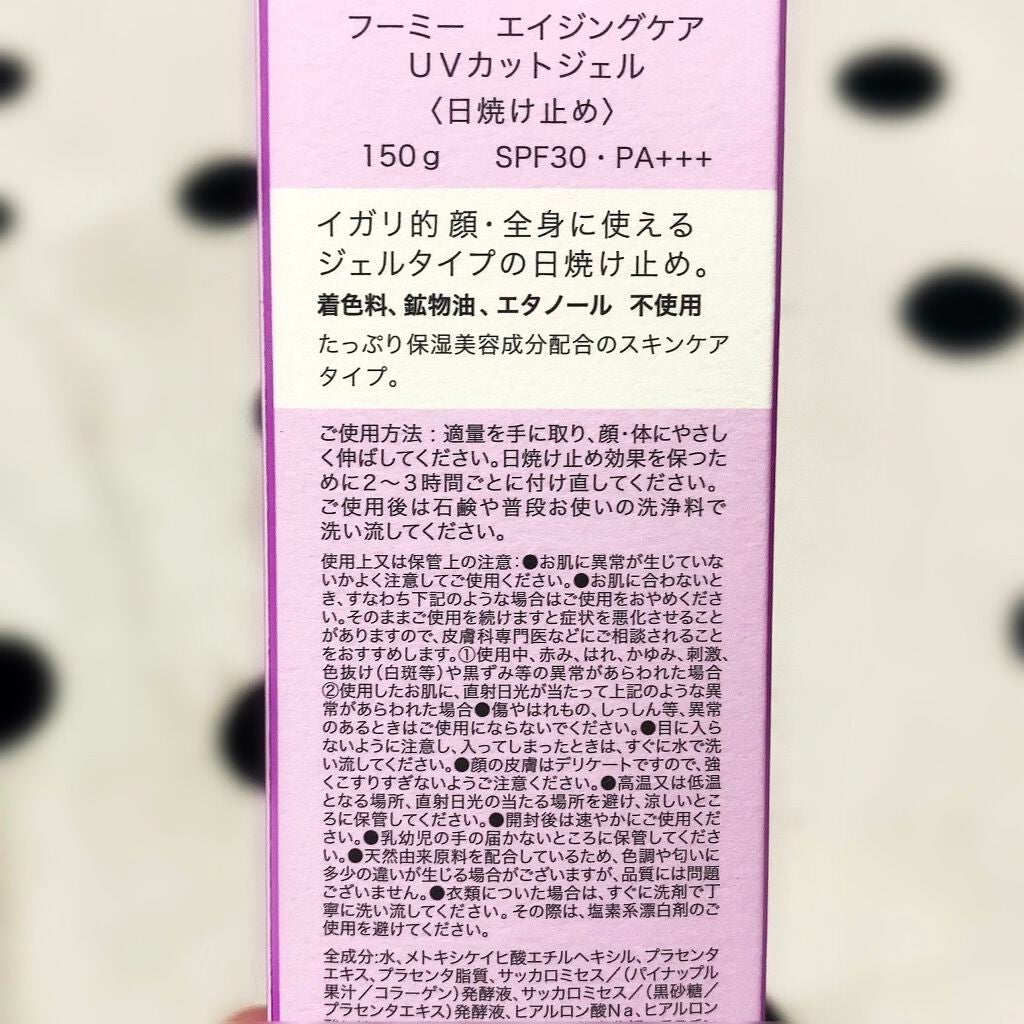 フーミー　エイジングケア
UVカットジェル
〈日焼け止め〉
150g　SPF30・PA+++
イガリ的 顔・全身に使える
ジェルタイプの日焼け止め。
着色料、鉱物油、エタノール 不使用
たっぷり保湿美容成分配合のスキンケア
タイプ。
ご使用方法：適量を手に取り、顔・体にやさし
く伸ばしてください。日焼け止め効果を保つた
めに2〜3時間ごとに付け直してください。
ご使用後は石鹸や普段お使いの洗浄料で
洗い流してください。
使用上又は保管上の注意：●お肌に異常が生じていな
いかよく注意してご使用ください。●お肌に合わないと
き、すなわち下記のような場合はご使用をおやめくださ
い。そのままご使用を続けますと症状を悪化させること
がありますので、皮膚科専門医などにご相談されること
をおすすめします。①使用中、赤み、はれ、かゆみ、刺激、
色抜け（白斑等）や黒ずみ等の異常があらわれた場合
②使用したお肌に、直射日光が当たって上記のような異
常があらわれた場合●傷やはれもの、しっしん等、異常
のあるときはご使用にならないでください。●目に入ら
ないように注意し、入ってしまったときは、すぐに水で洗
い流してください。●顔の皮膚はデリケートですので、強
くこすりすぎないようご注意ください。●高温又は低温
となる場所、直射日光の当たる場所を避け、涼しいとこ
ろに保管してください。●開封後は速やかにご使用くだ
さい。●乳幼児の手の届かないところに保管してくださ
い。●天然由来原料を配合しているため、色調や匂いに
多少の違いが生じる場合がございますが、品質には問題
ございません。●衣類についた場合は、すぐに洗剤で丁
寧に洗い流してください。その際は、塩素系漂白剤のご
使用を避けてください。
全成分:水、メトキシケイヒ酸エチルヘキシル、プラセンタ
エキス、プラセンタ脂質、サッカロミセス／（パイナップル
果汁／コラーゲン）発酵液、サッカロミセス／（黒砂糖／
プラセンタエキス）発酵液、ヒアルロン酸Na、ヒアルロン